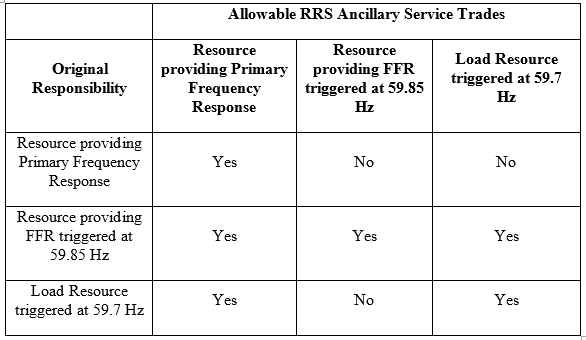 Allowable RRS Ancillary Service Trades
Original
Responsibility
Resource
providing Primary
Frequency
Response
Resource
providing FFR
triggered at 59.85
Hz
Load Resource
triggered at 59.7
Hz
Resource providing
Primary Frequency
Response
Yes
No
No
Resource providing
FFR triggered at
59.85 Hz
Yes
Yes
Yes
Load Resource
triggered at 59.7 Hz
Yes
No
Yes